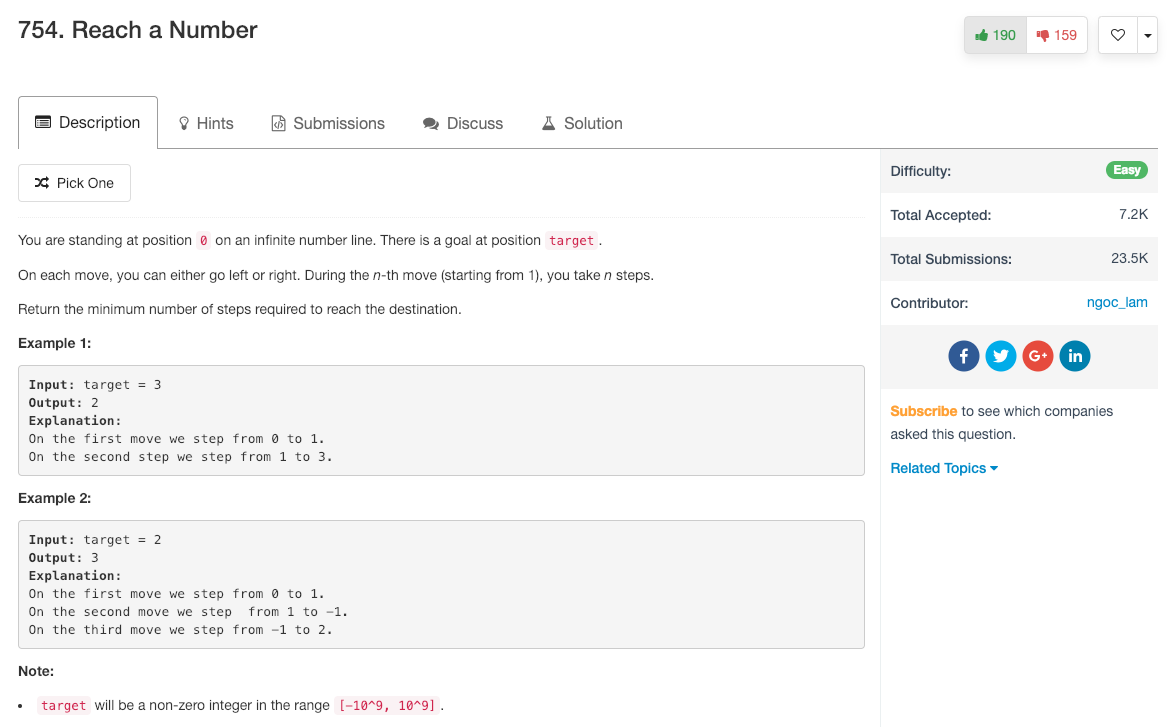 754. Reach a Number
190
159
Description
Hints
Submissions
Discuss
Solution
Pick One
You are standing at position 0 on an infinite number line. There is a goal at position target.
On each move, you can either go left or right. During the n-th move (starting from 1), you take n steps.
Return the minimum number of steps required to reach the destination.
Example 1:
Input: target = 3
Output: 2
Explanation:
On the first move we step from 0 to 1.
On the second step we step from 1 to 3.
Example 2:
Input: target = 2
Output: 3
Explanation:
On the first move we step from 0 to 1.
On the second move we step  from 1 to -1.
On the third move we step from -1 to 2.
Note:
• target will be a non-zero integer in the range [-10^9, 10^9].
Difficulty: Easy
Total Accepted: 7.2K
Total Submissions: 23.5K
Contributor: ngoc_lam
f G+ in
Subscribe to see which companies
asked this question.
Related Topics